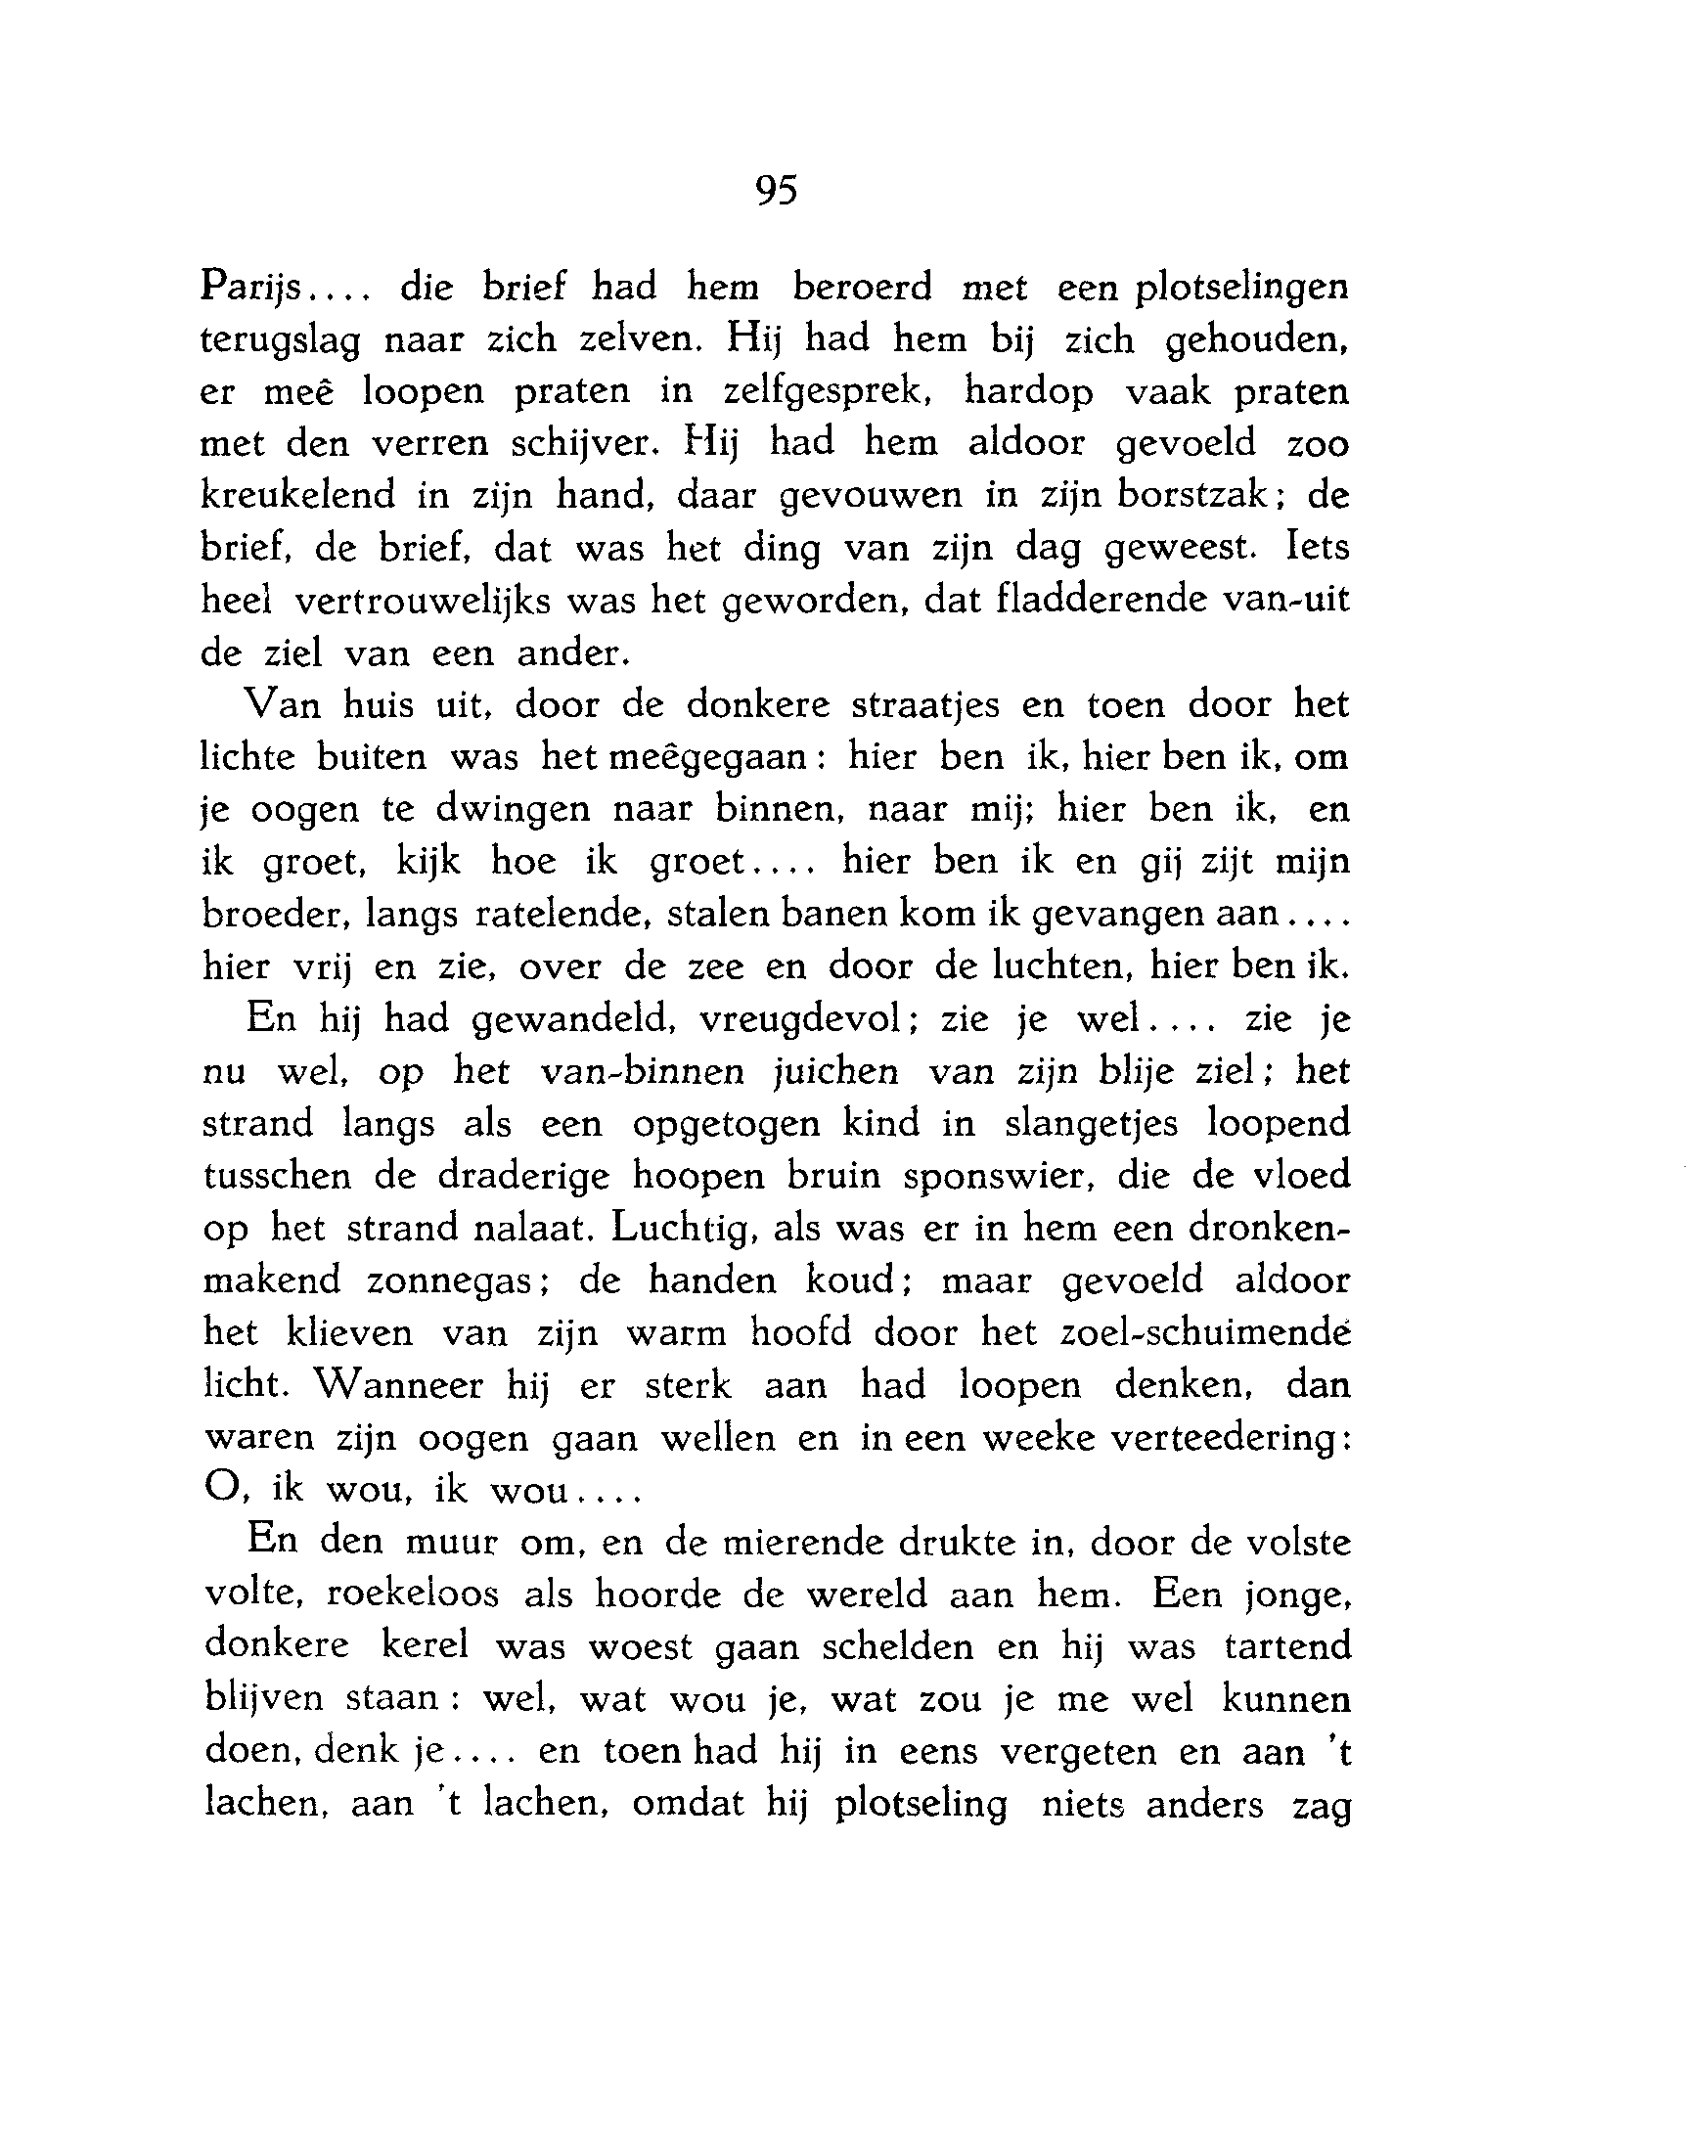 95
Parijs.... die brief had hem beroerd met een plotselingen
terugslag naar zich zelven. Hij had hem bij zich gehouden,
er meê loopen praten in zelfgesprek, hardop vaak praten
met den verren schijver. Hij had hem aldoor gevoeld zoo
kreukelend in zijn hand, daar gevouwen in zijn borstzak; de
brief, de brief, dat was het ding van zijn dag geweest. Iets
heel vertrouwelijks was het geworden, dat fladderende van-uit
de ziel van een ander.
Van huis uit, door de donkere straatjes en toen door het
lichte buiten was het meêgegaan: hier ben ik, hier ben ik, om
je oogen te dwingen naar binnen, naar mij; hier ben ik, en
ik groet, kijk hoe ik groet.... hier ben ik en gij zijt mijn
broeder, langs ratelende, stalen banen kom ik gevangen aan....
hier vrij en zie, over de zee en door de luchten, hier ben ik.
En hij had gewandeld, vreugdevol; zie je wel.... zie je
nu wel, op het van-binnen juichen van zijn blije ziel; het
strand langs als een opgetogen kind in slangetjes loopend
tusschen de draderige hoopen bruin sponswier, die de vloed
op het strand nalaat. Luchtig, als was er in hem een dronken-
makend zonnegas; de handen koud; maar gevoeld aldoor
het klieven van zijn warm hoofd door het zoel-schuimende
licht. Wanneer hij er sterk aan had loopen denken, dan
waren zijn oogen gaan wellen en in een weeke verteedering:
O, ik wou, ik wou....
En den muur om, en de mierende drukte in, door de volste
volte, roekeloos als hoorde de wereld aan hem. Een jonge,
donkere kerel was woest gaan schelden en hij was tartend
blijven staan: wel, wat wou je, wat zou je me wel kunnen
doen, denk je.... en toen had hij in eens vergeten en aan 't
lachen, aan 't lachen, omdat hij plotseling niets anders zag